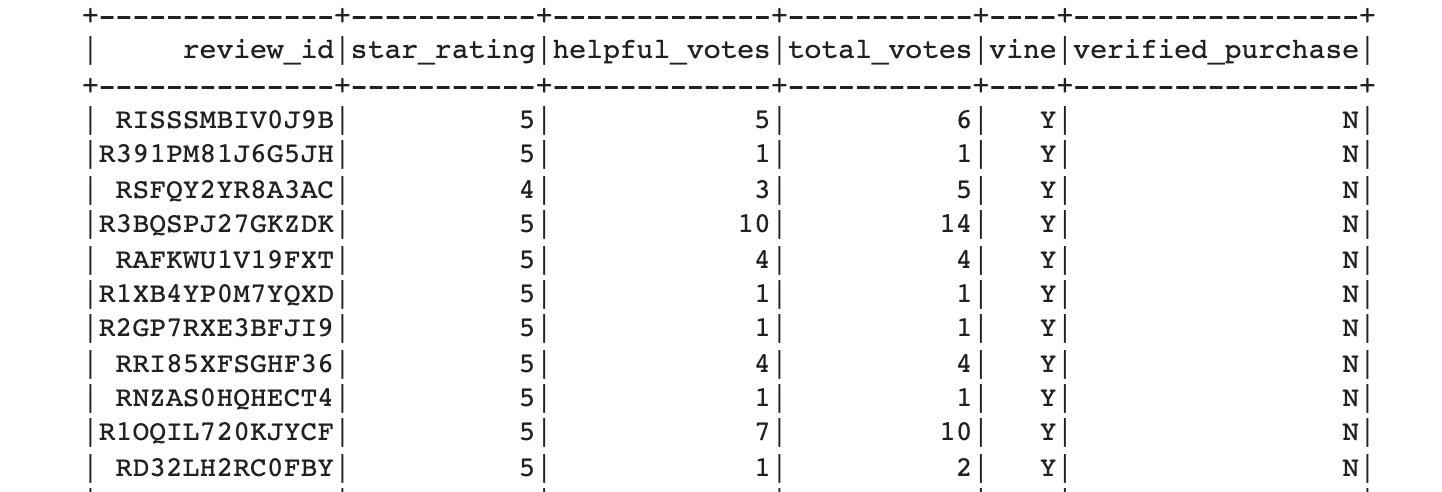 +--------------+-----------+-------------+-----------+----+-----------------+
|     review_id|star_rating|helpful_votes|total_votes|vine|verified_purchase|
+--------------+-----------+-------------+-----------+----+-----------------+
| RISSSMBIV0J9B|          5|            5|          6|   Y|                N|
|R391PM81J6G5JH|          5|            1|          1|   Y|                N|
| RSFQY2YR8A3AC|          4|            3|          5|   Y|                N|
|R3BQSPJ27GKZDK|          5|           10|         14|   Y|                N|
| RAFKWU1V19FXT|          5|            4|          4|   Y|                N|
|R1XB4YP0M7YQXD|          5|            1|          1|   Y|                N|
|R2GP7RXE3BFJI9|          5|            1|          1|   Y|                N|
| RRI85XFSGHF36|          5|            4|          4|   Y|                N|
| RNZAS0HQHECT4|          5|            1|          1|   Y|                N|
|R1OQIL720KJYCF|          5|            7|         10|   Y|                N|
| RD32LH2RC0FBY|          5|            1|          2|   Y|                N|